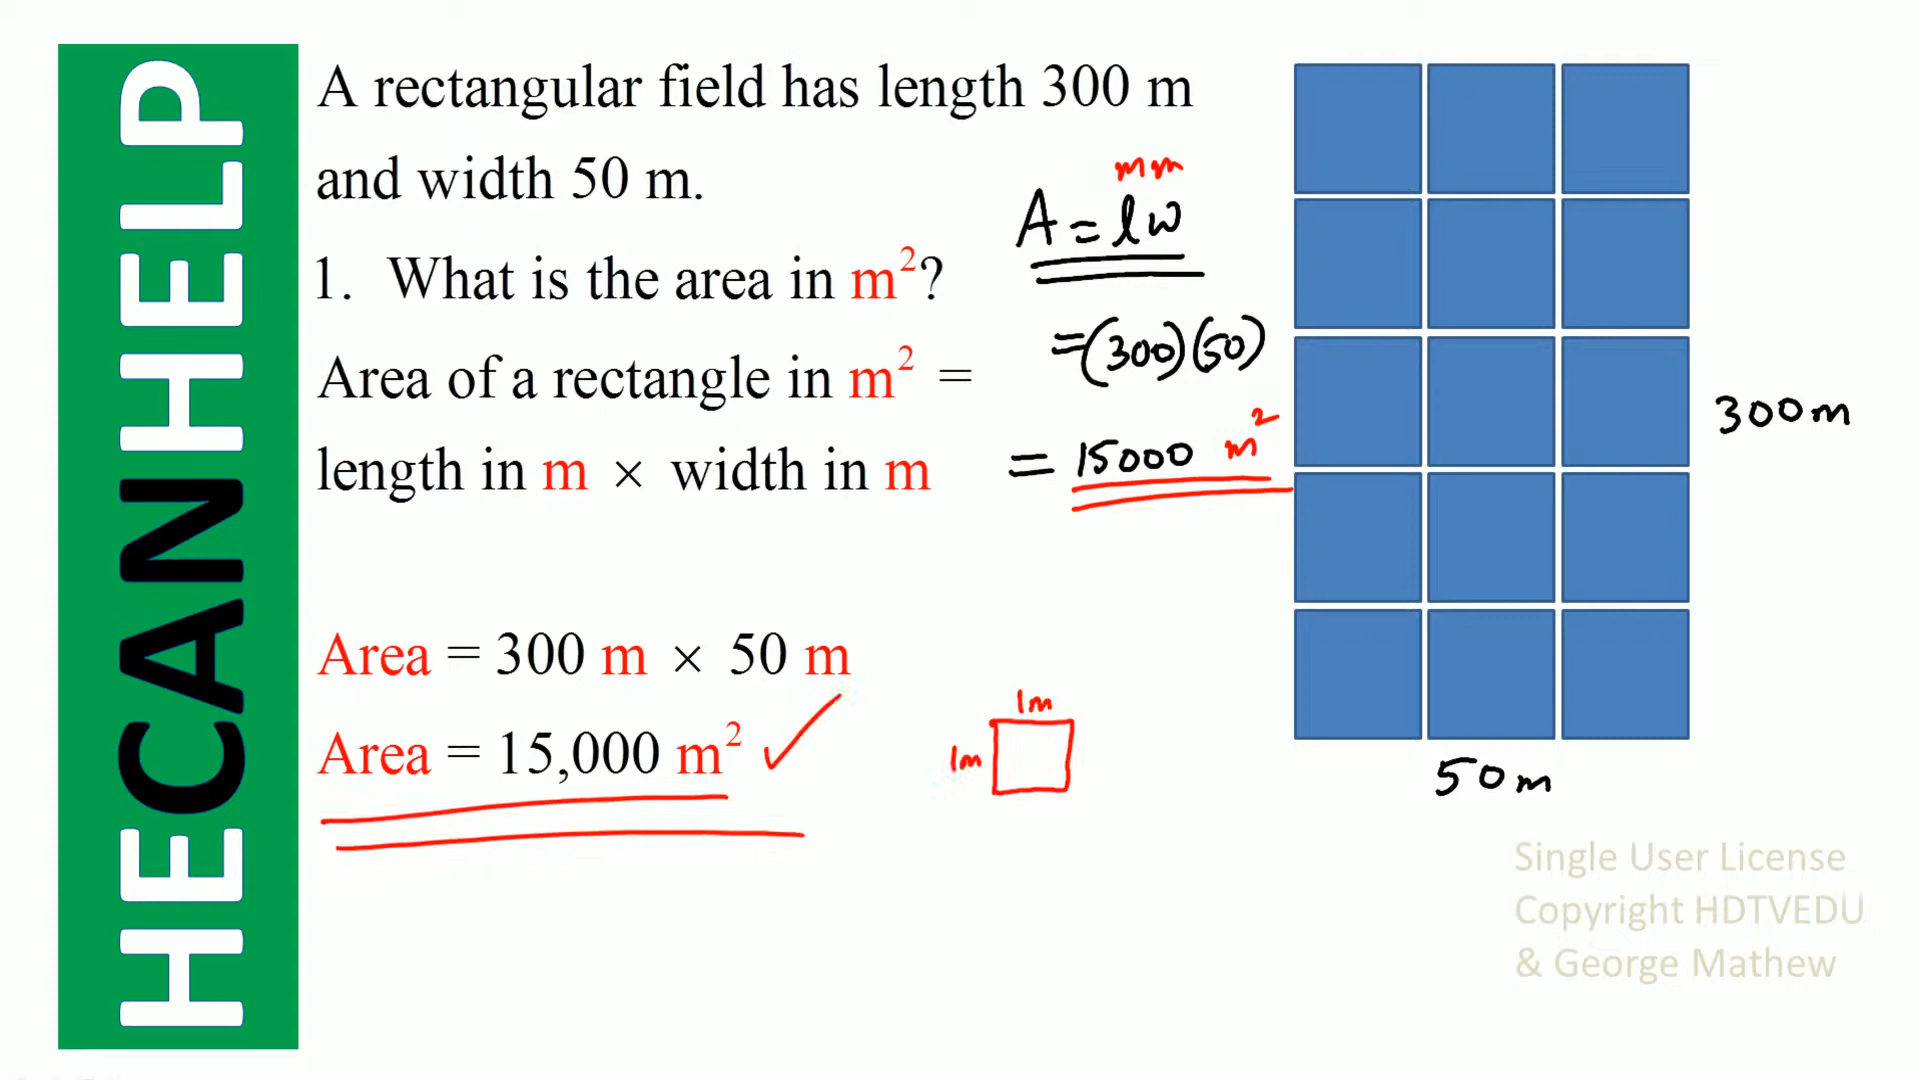 HECANHELP
A rectangular field has length 300 m
and width 50 m.
1. What is the area in m²?
Area of a rectangle in m² =
length in m × width in m
Area = 300 m × 50 m
Area = 15,000 m²
m m
A = lw
= (300)(50)
= 15000 m²
1m
1m
300m
50m
Single User License
Copyright HDTVEDU
& George Mathew